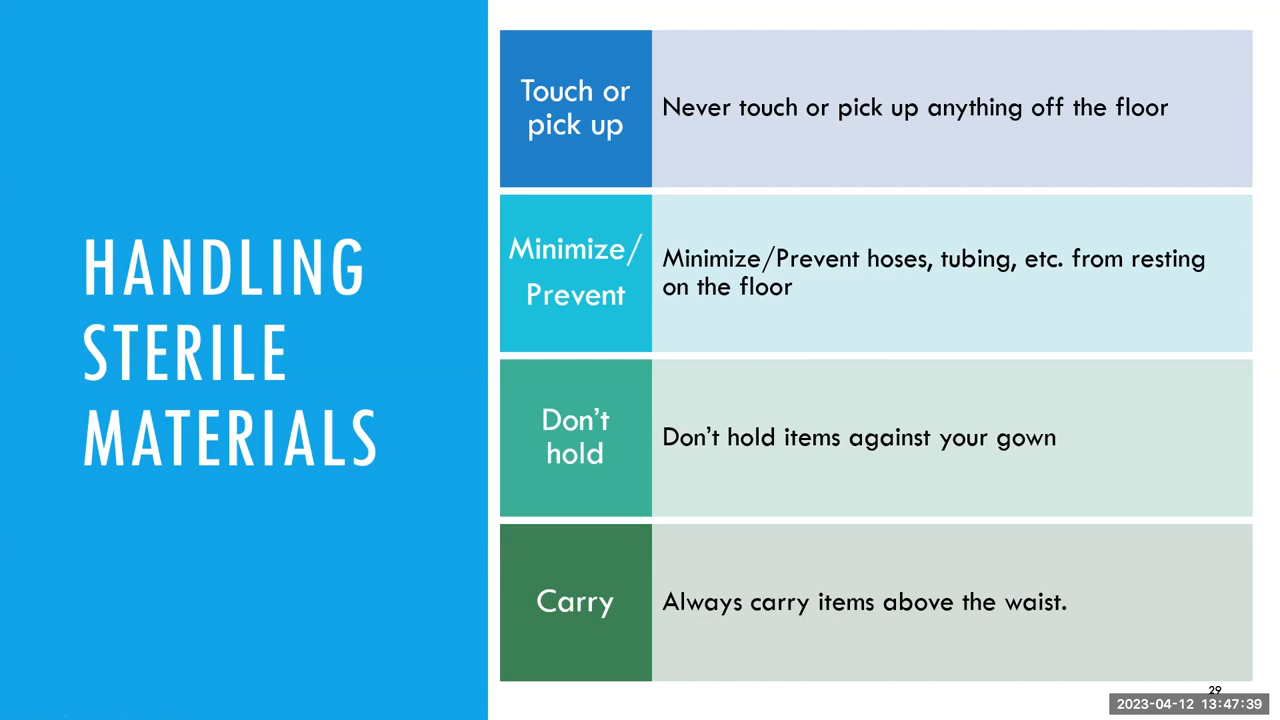 HANDLING
STERILE
MATERIALS
Touch or
pick up
Never touch or pick up anything off the floor
Minimize/
Prevent
Minimize/Prevent hoses, tubing, etc. from resting
on the floor
Don’t
hold
Don’t hold items against your gown
Carry
Always carry items above the waist.
29
2023-04-12 13:47:39